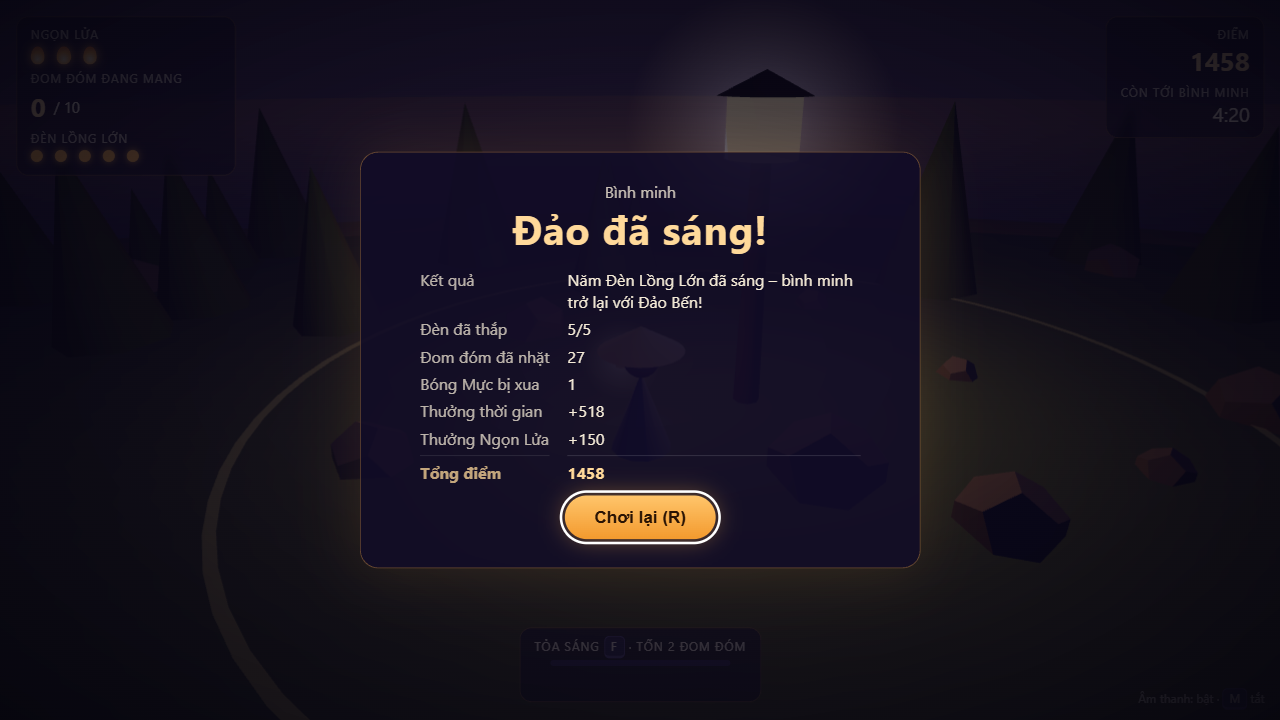 NGỌN LỬA
ĐOM ĐÓM ĐANG MANG
0 / 10
ĐÈN LỒNG LỚN
ĐIỂM
1458
CÒN TỚI BÌNH MINH
4:20
Bình minh
Đảo đã sáng!
Kết quả Năm Đèn Lồng Lớn đã sáng – bình minh
trở lại với Đảo Bến!
Đèn đã thắp 5/5
Đom đóm đã nhặt 27
Bóng Mực bị xua 1
Thưởng thời gian +518
Thưởng Ngọn Lửa +150
Tổng điểm 1458
Chơi lại (R)
TỎA SÁNG F · TỐN 2 ĐOM ĐÓM
Âm thanh: bật · M tắt